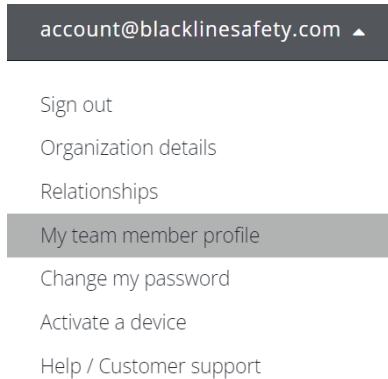 account@blacklinesafety.com
Sign out
Organization details
Relationships
My team member profile
Change my password
Activate a device
Help / Customer support